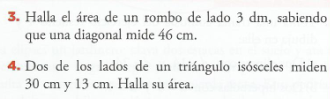 3. Halla el área de un rombo de lado 3 dm, sabiendo
que una diagonal mide 46 cm.
4. Dos de los lados de un triángulo isósceles miden
30 cm y 13 cm. Halla su área.